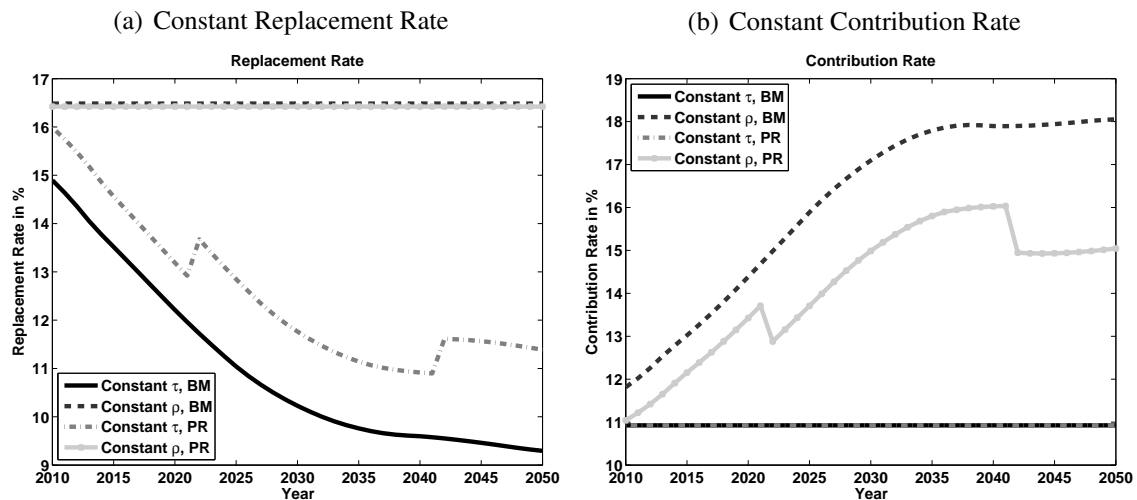 (a) Constant Replacement Rate
Replacement Rate
Replacement Rate in %
17
16
15
14
13
12
11
10
9
Constant τ, BM
Constant ρ, BM
Constant τ, PR
Constant ρ, PR
2010 2015 2020 2025 2030 2035 2040 2045 2050
Year
(b) Constant Contribution Rate
Contribution Rate
Contribution Rate in %
19
18
17
16
15
14
13
12
11
10
Constant τ, BM
Constant ρ, BM
Constant τ, PR
Constant ρ, PR
2010 2015 2020 2025 2030 2035 2040 2045 2050
Year